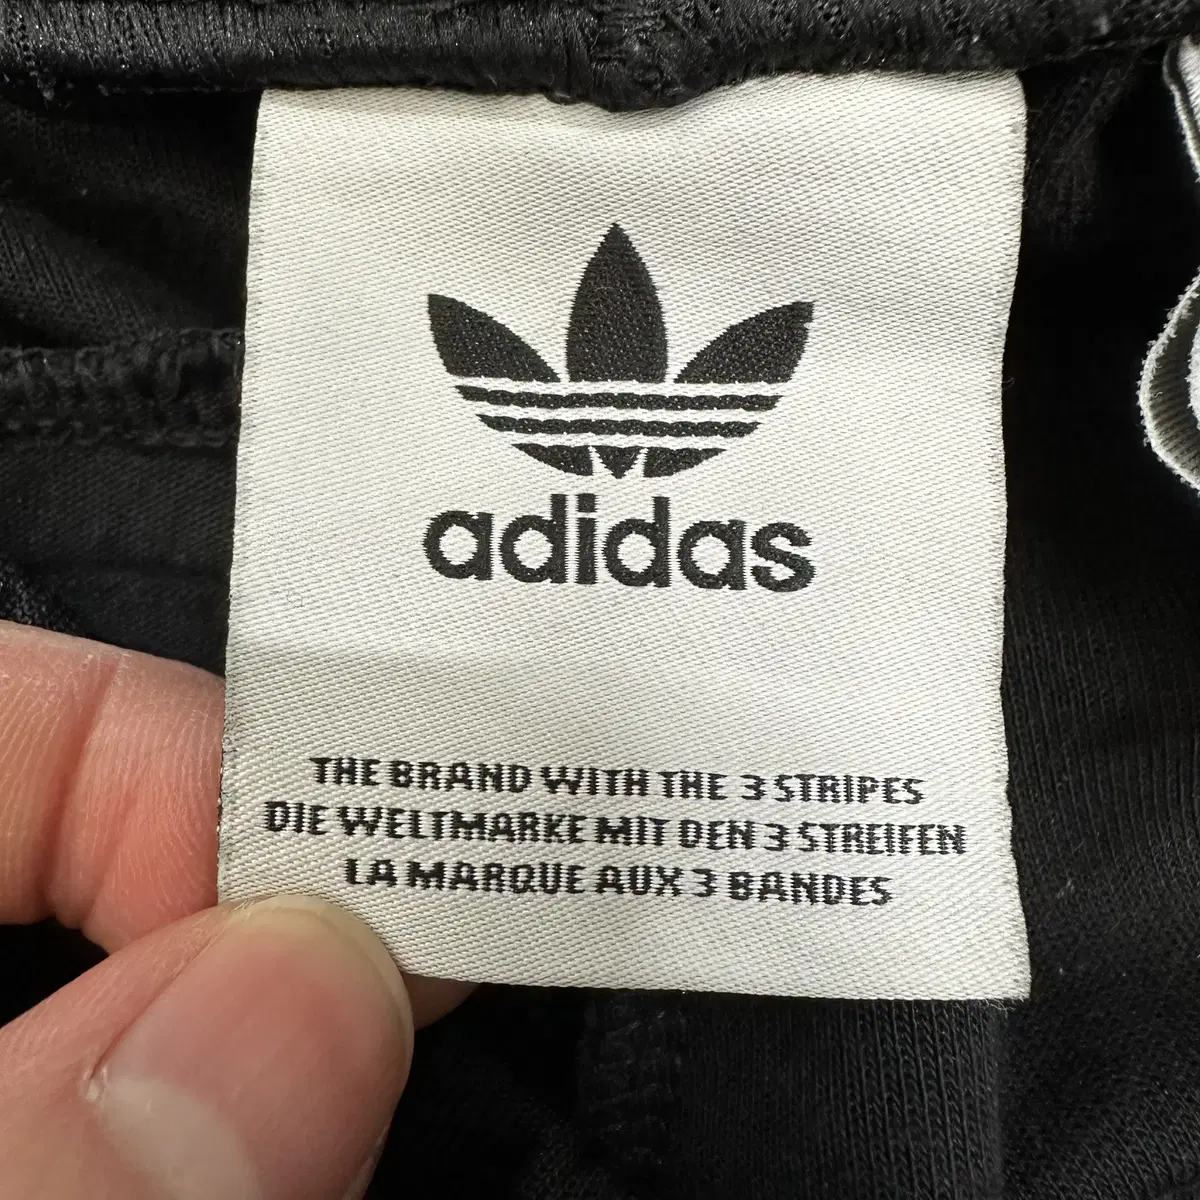 adidas
THE BRAND WITH THE 3 STRIPES
DIE WELTMARKE MIT DEN 3 STREIFEN
LA MARQUE AUX 3 BANDES